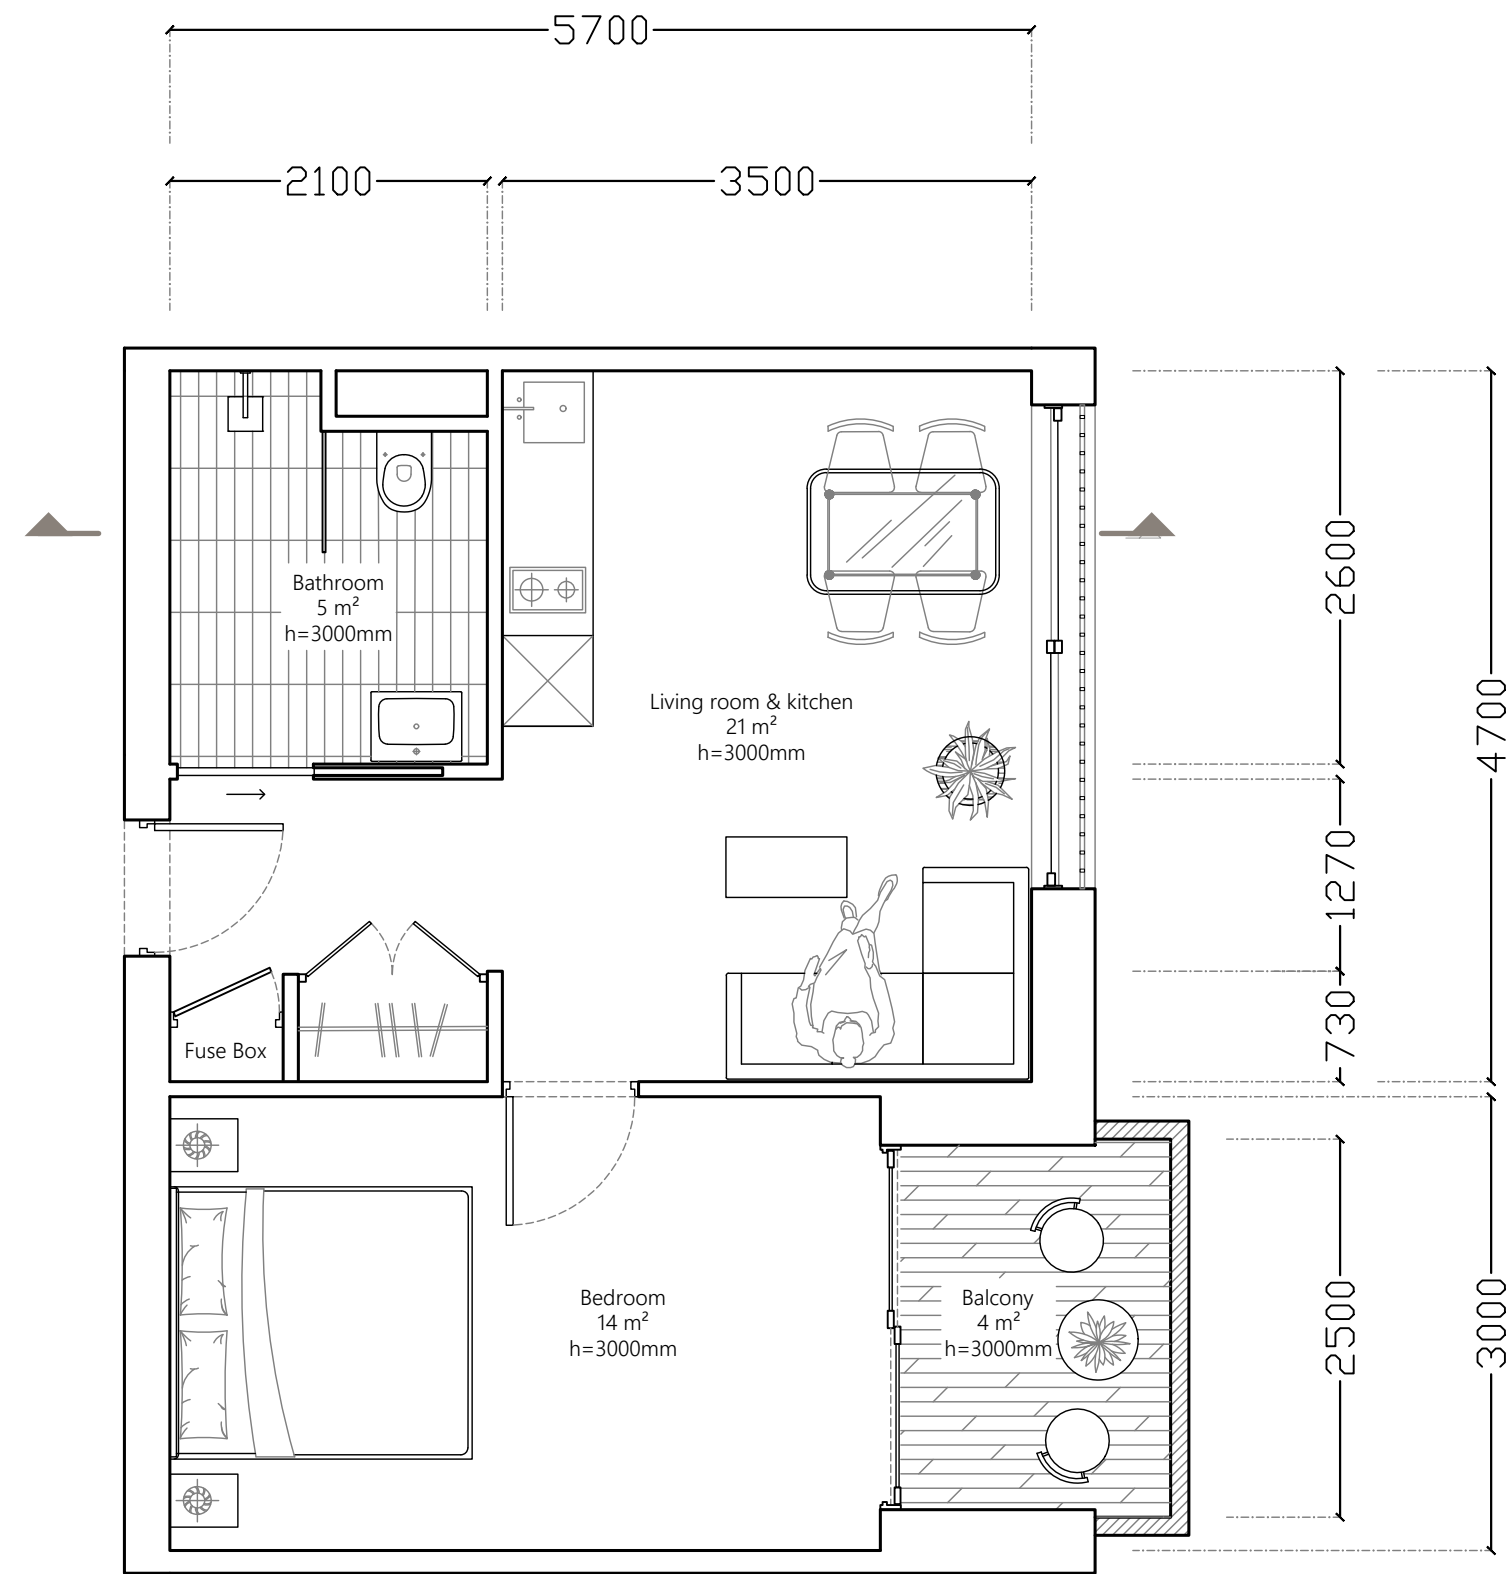 5700
2100
3500
Bathroom
5 m²
h=3000mm
Living room & kitchen
21 m²
h=3000mm
2600
4700
1270
730
Fuse Box
Bedroom
14 m²
h=3000mm
Balcony
4 m²
h=3000mm
2500
3000